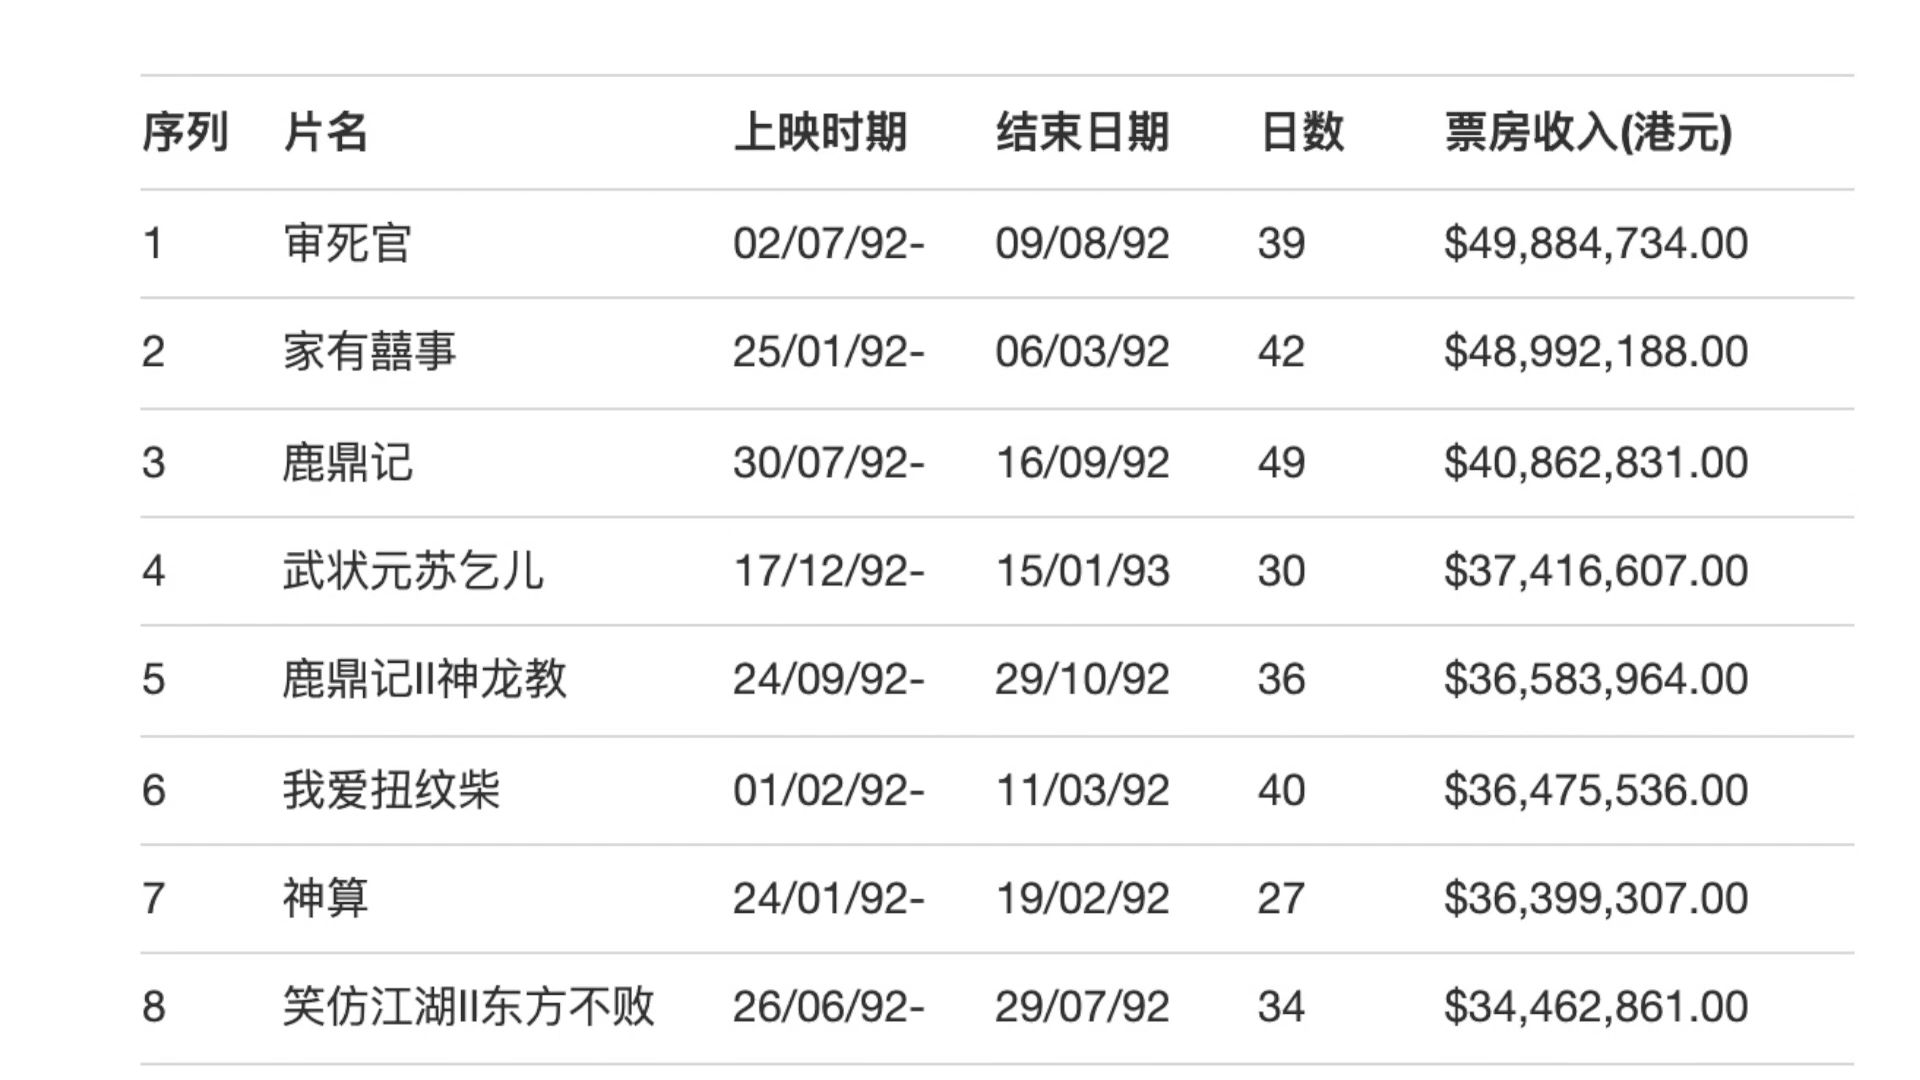 序列 片名 上映时期 结束日期 日数 票房收入(港元)
1 审死官 02/07/92- 09/08/92 39 $49,884,734.00
2 家有囍事 25/01/92- 06/03/92 42 $48,992,188.00
3 鹿鼎记 30/07/92- 16/09/92 49 $40,862,831.00
4 武状元苏乞儿 17/12/92- 15/01/93 30 $37,416,607.00
5 鹿鼎记II神龙教 24/09/92- 29/10/92 36 $36,583,964.00
6 我爱扭纹柴 01/02/92- 11/03/92 40 $36,475,536.00
7 神算 24/01/92- 19/02/92 27 $36,399,307.00
8 笑仿江湖II东方不败 26/06/92- 29/07/92 34 $34,462,861.00